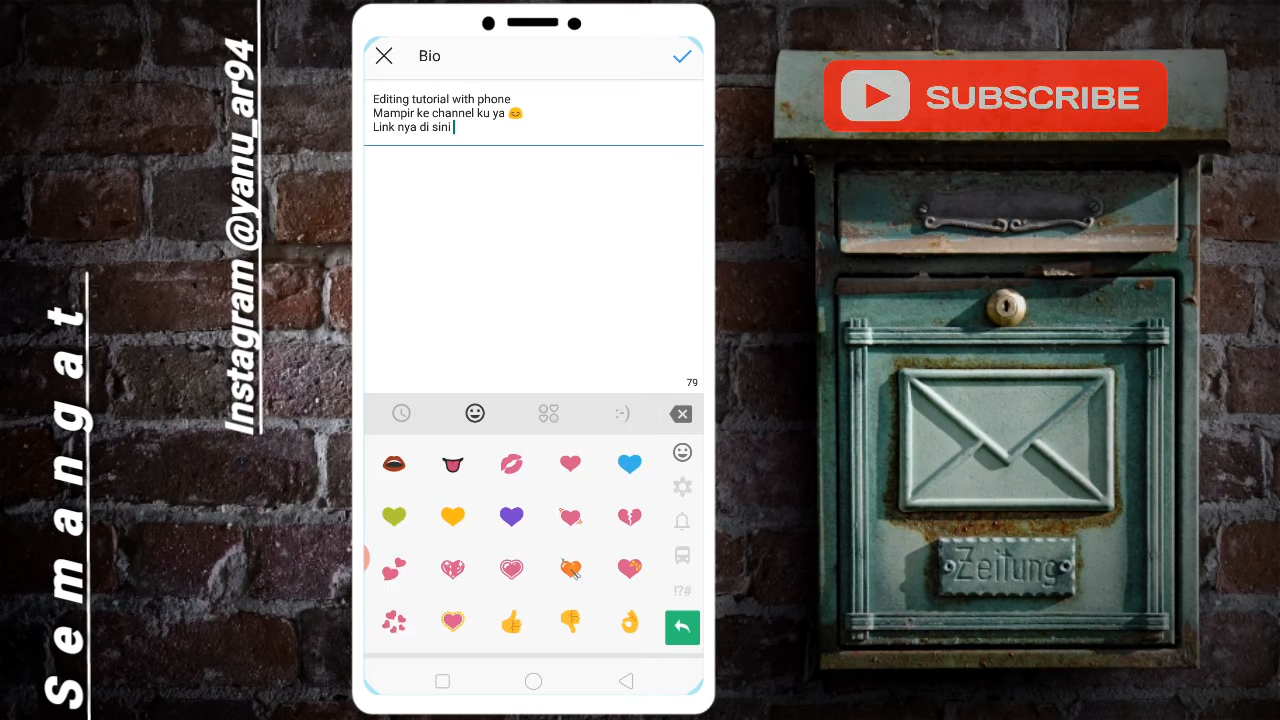 Semangat
Instagram @yanu_ar94
Bio
Editing tutorial with phone
Mampir ke channel ku ya 😊
Link nya di sini
79
:-)
!?#
SUBSCRIBE
Zeitung